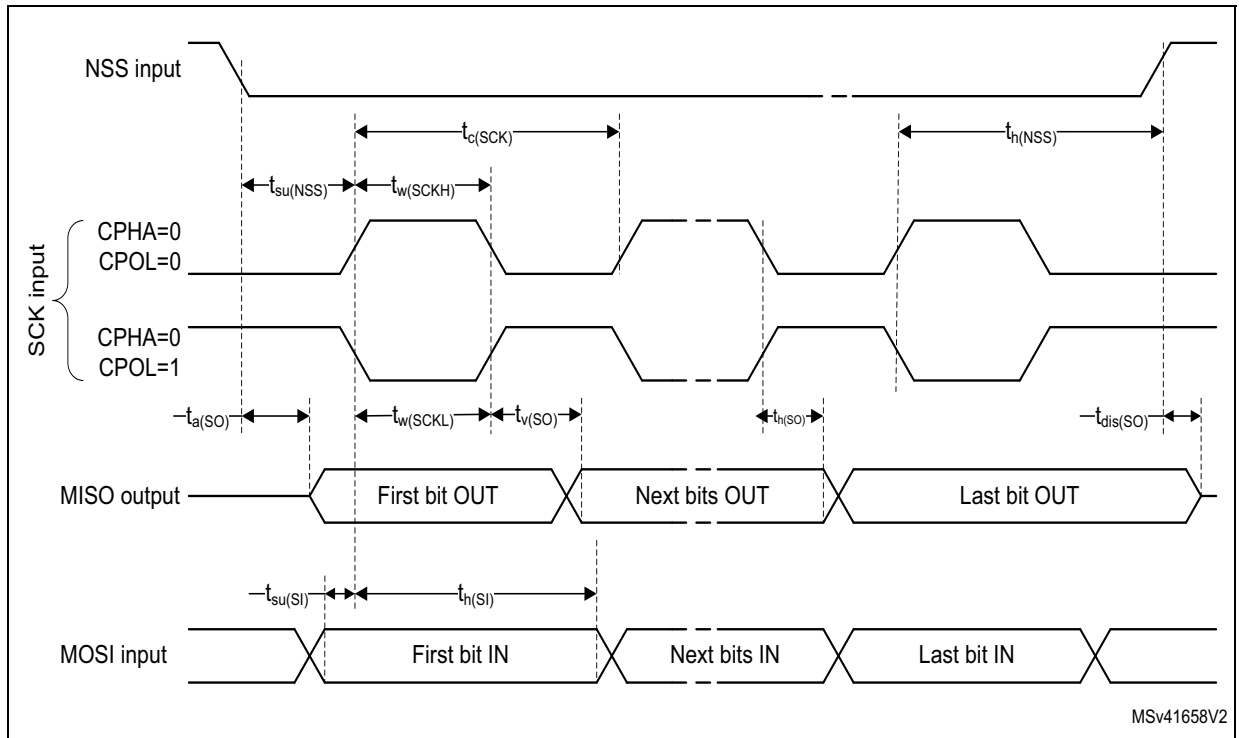 NSS input
tc(SCK)
th(NSS)
tsu(NSS)
tw(SCKH)
SCK input
CPHA=0
CPOL=0
CPHA=0
CPOL=1
ta(SO)
tw(SCKL)
tv(SO)
th(SO)
tdis(SO)
MISO output
First bit OUT
Next bits OUT
Last bit OUT
tsu(SI)
th(SI)
MOSI input
First bit IN
Next bits IN
Last bit IN
MSv41658V2